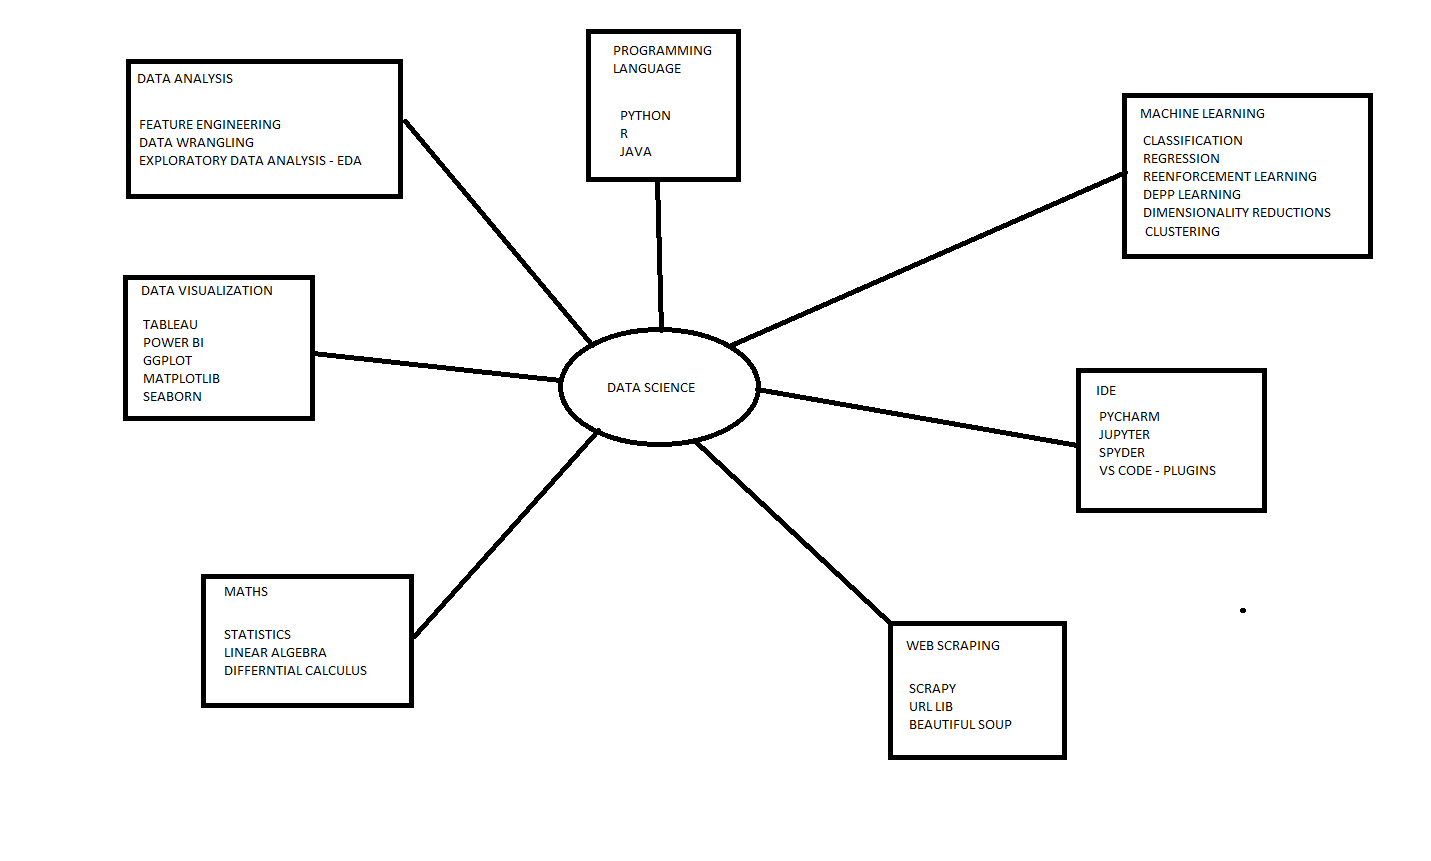 PROGRAMMING
LANGUAGE
PYTHON
R
JAVA
DATA ANALYSIS
FEATURE ENGINEERING
DATA WRANGLING
EXPLORATORY DATA ANALYSIS - EDA
MACHINE LEARNING
CLASSIFICATION
REGRESSION
REENFORCEMENT LEARNING
DEPP LEARNING
DIMENSIONALITY REDUCTIONS
CLUSTERING
DATA VISUALIZATION
TABLEAU
POWER BI
GGPLOT
MATPLOTLIB
SEABORN
DATA SCIENCE
IDE
PYCHARM
JUPYTER
SPYDER
VS CODE - PLUGINS
MATHS
STATISTICS
LINEAR ALGEBRA
DIFFERNTIAL CALCULUS
WEB SCRAPING
SCRAPY
URL LIB
BEAUTIFUL SOUP